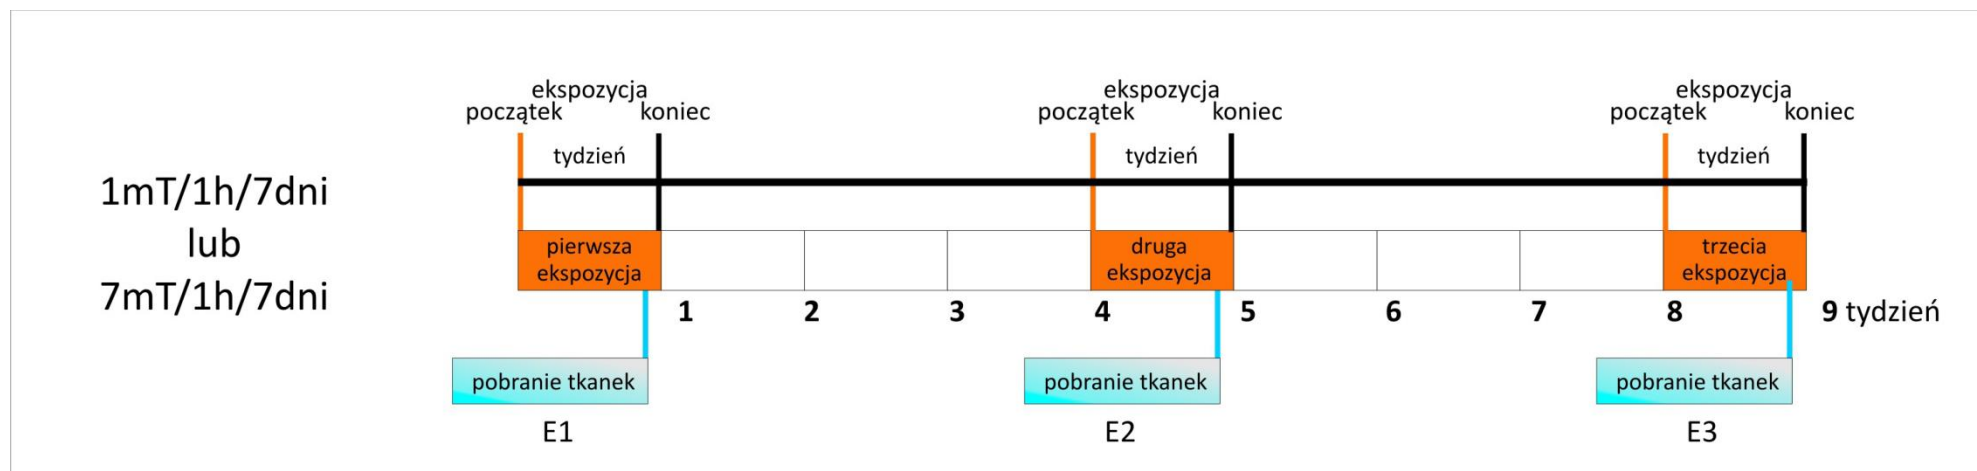 ekspozycja
początek koniec
tydzień
ekspozycja
początek koniec
tydzień
ekspozycja
początek koniec
tydzień
1mT/1h/7dni
lub
7mT/1h/7dni
pierwsza
ekspozycja
druga
ekspozycja
trzecia
ekspozycja
1 2 3 4 5 6 7 8 9 tydzień
pobranie tkanek
E1
pobranie tkanek
E2
pobranie tkanek
E3